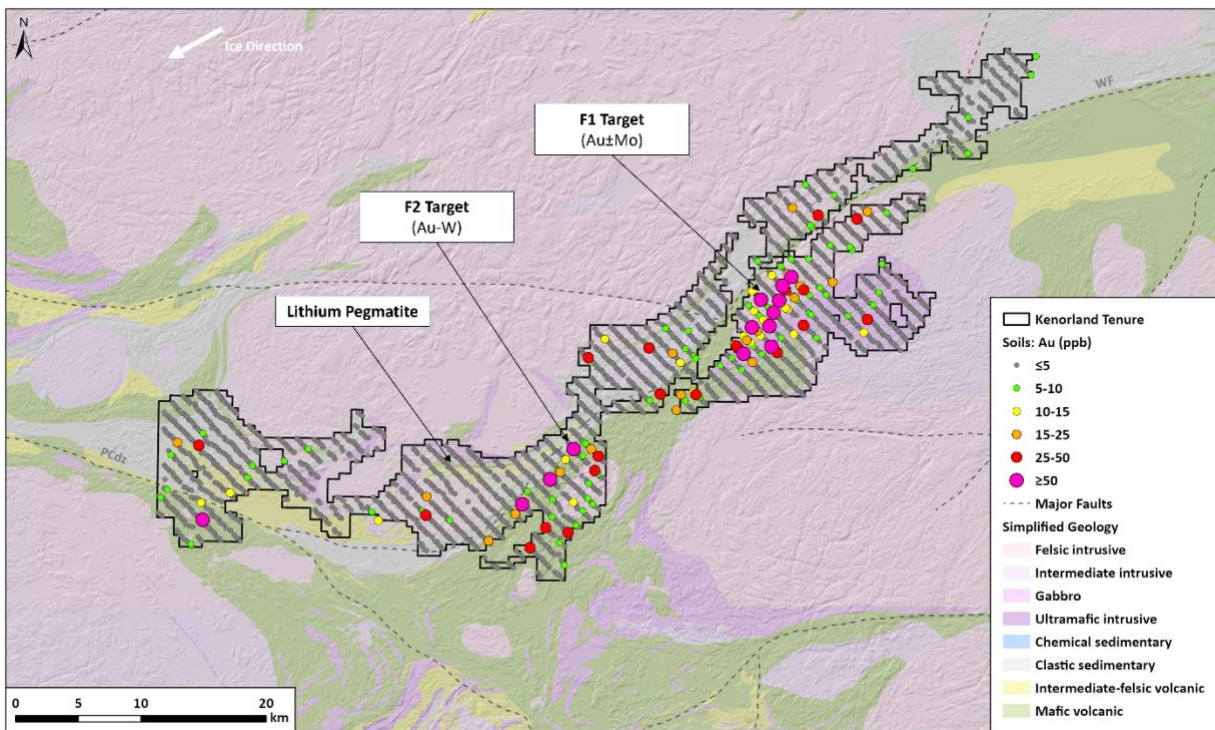 N
Ice Direction
WF
F1 Target
(Au±Mo)
F2 Target
(Au-W)
Lithium Pegmatite
PCdz
Kenorland Tenure
Soils: Au (ppb)
≤5
5-10
10-15
15-25
25-50
≥50
Major Faults
Simplified Geology
Felsic intrusive
Intermediate intrusive
Gabbro
Ultramafic intrusive
Chemical sedimentary
Clastic sedimentary
Intermediate-felsic volcanic
Mafic volcanic
0 5 10 20
km